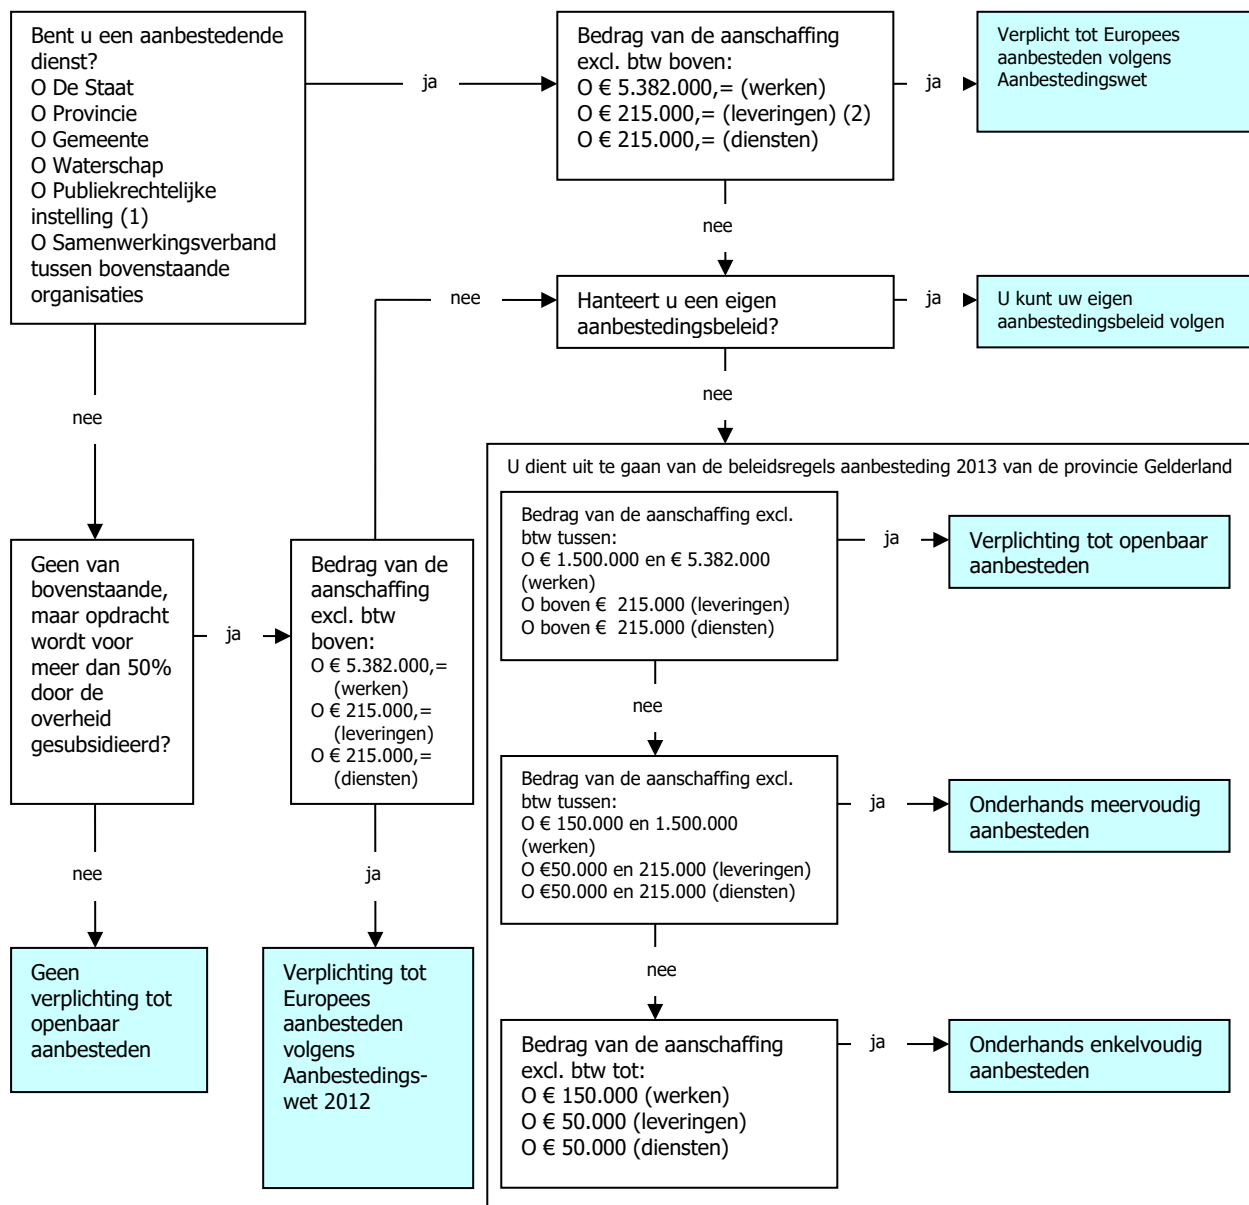 Bent u een aanbestedende
dienst?
O De Staat
O Provincie
O Gemeente
O Waterschap
O Publiekrechtelijke
instelling (1)
O Samenwerkingsverband
tussen bovenstaande
organisaties
ja
Bedrag van de aanschaffing
excl. btw boven:
O € 5.382.000,= (werken)
O € 215.000,= (leveringen) (2)
O € 215.000,= (diensten)
ja
Verplicht tot Europees
aanbesteden volgens
Aanbestedingswet
nee
nee
Hanteert u een eigen
aanbestedingsbeleid?
ja
U kunt uw eigen
aanbestedingsbeleid volgen
nee
nee
U dient uit te gaan van de beleidsregels aanbesteding 2013 van de provincie Gelderland
Geen van
bovenstaande,
maar opdracht
wordt voor
meer dan 50%
door de
overheid
gesubsidieerd?
ja
Bedrag van de
aanschaffing
excl. btw
boven:
O € 5.382.000,=
(werken)
O € 215.000,=
(leveringen)
O € 215.000,=
(diensten)
Bedrag van de aanschaffing excl.
btw tussen:
O € 1.500.000 en € 5.382.000
(werken)
O boven €  215.000 (leveringen)
O boven €  215.000 (diensten)
ja
Verplichting tot openbaar
aanbesteden
nee
Bedrag van de aanschaffing excl.
btw tussen:
O € 150.000 en 1.500.000
(werken)
O €50.000 en 215.000 (leveringen)
O €50.000 en 215.000 (diensten)
ja
Onderhands meervoudig
aanbesteden
nee
ja
nee
Geen
verplichting tot
openbaar
aanbesteden
Verplichting tot
Europees
aanbesteden
volgens
Aanbestedings-
wet 2012
Bedrag van de aanschaffing
excl. btw tot:
O € 150.000 (werken)
O € 50.000 (leveringen)
O € 50.000 (diensten)
ja
Onderhands enkelvoudig
aanbesteden